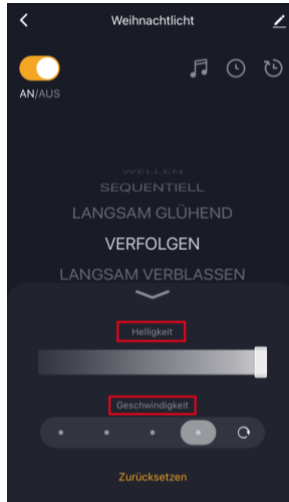 Weihnachtlicht
AN/AUS
WELLEN
SEQUENTIELL
LANGSAM GLÜHEND
VERFOLGEN
LANGSAM VERBLASSEN
Helligkeit
Geschwindigkeit
Zurücksetzen